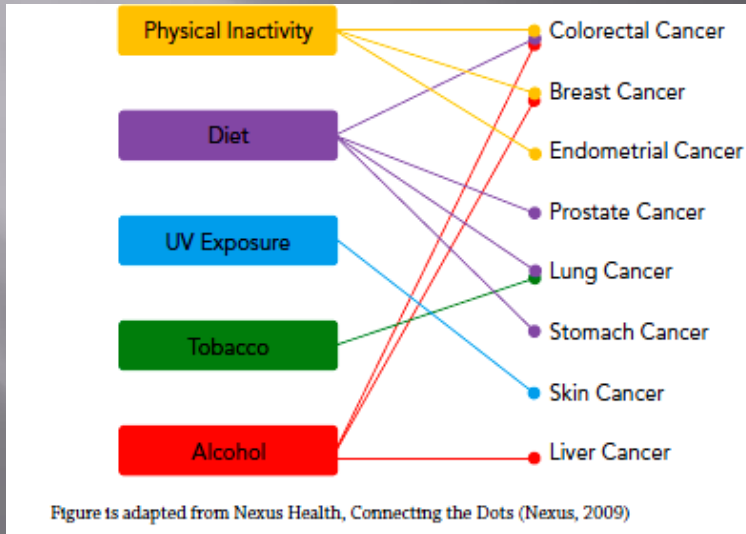 Physical Inactivity
Diet
UV Exposure
Tobacco
Alcohol
Colorectal Cancer
Breast Cancer
Endometrial Cancer
Prostate Cancer
Lung Cancer
Stomach Cancer
Skin Cancer
Liver Cancer
Figure is adapted from Nexus Health, Connecting the Dots (Nexus, 2009)